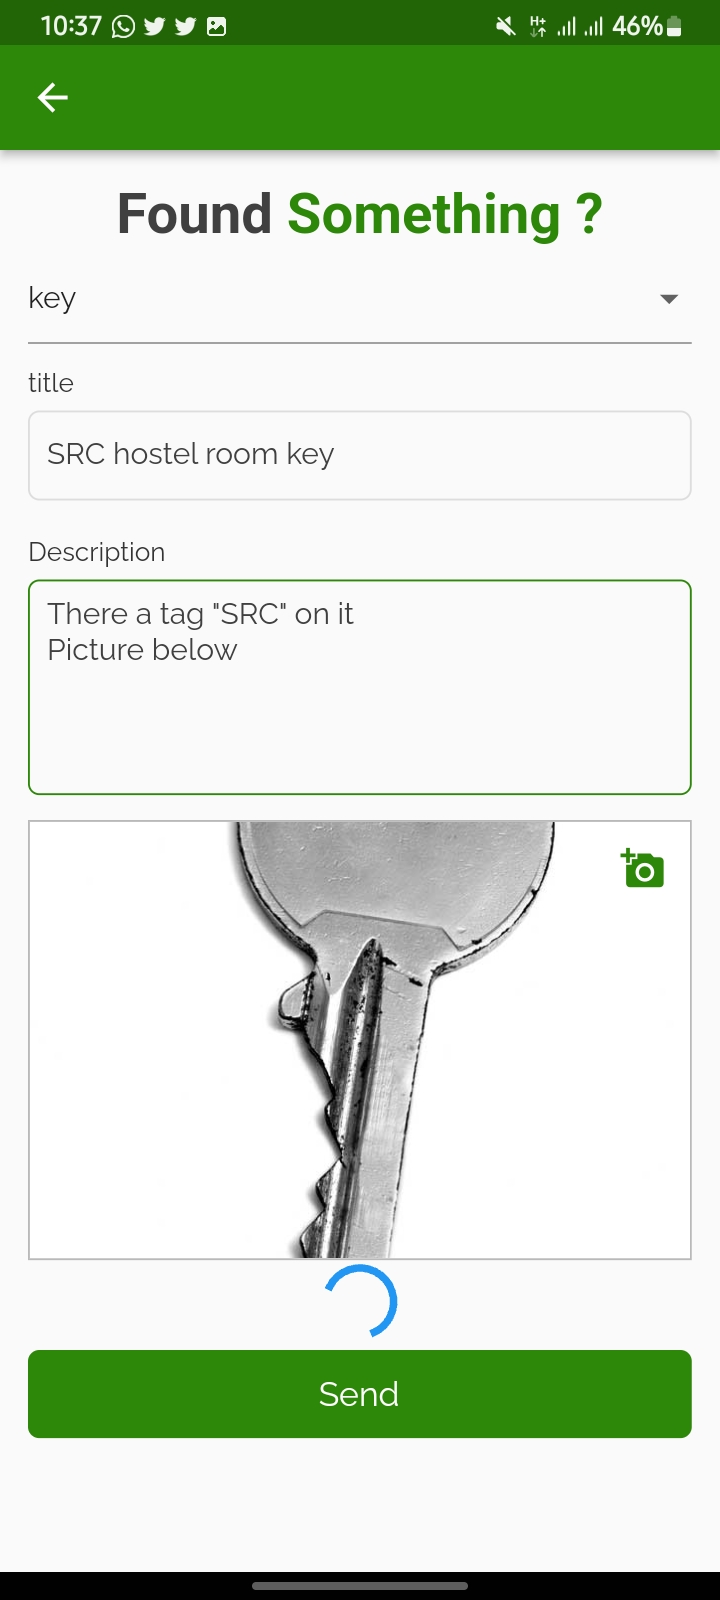 10:37 H+ 46%
Found Something ?
key
title
SRC hostel room key
Description
There a tag "SRC" on it
Picture below
Send